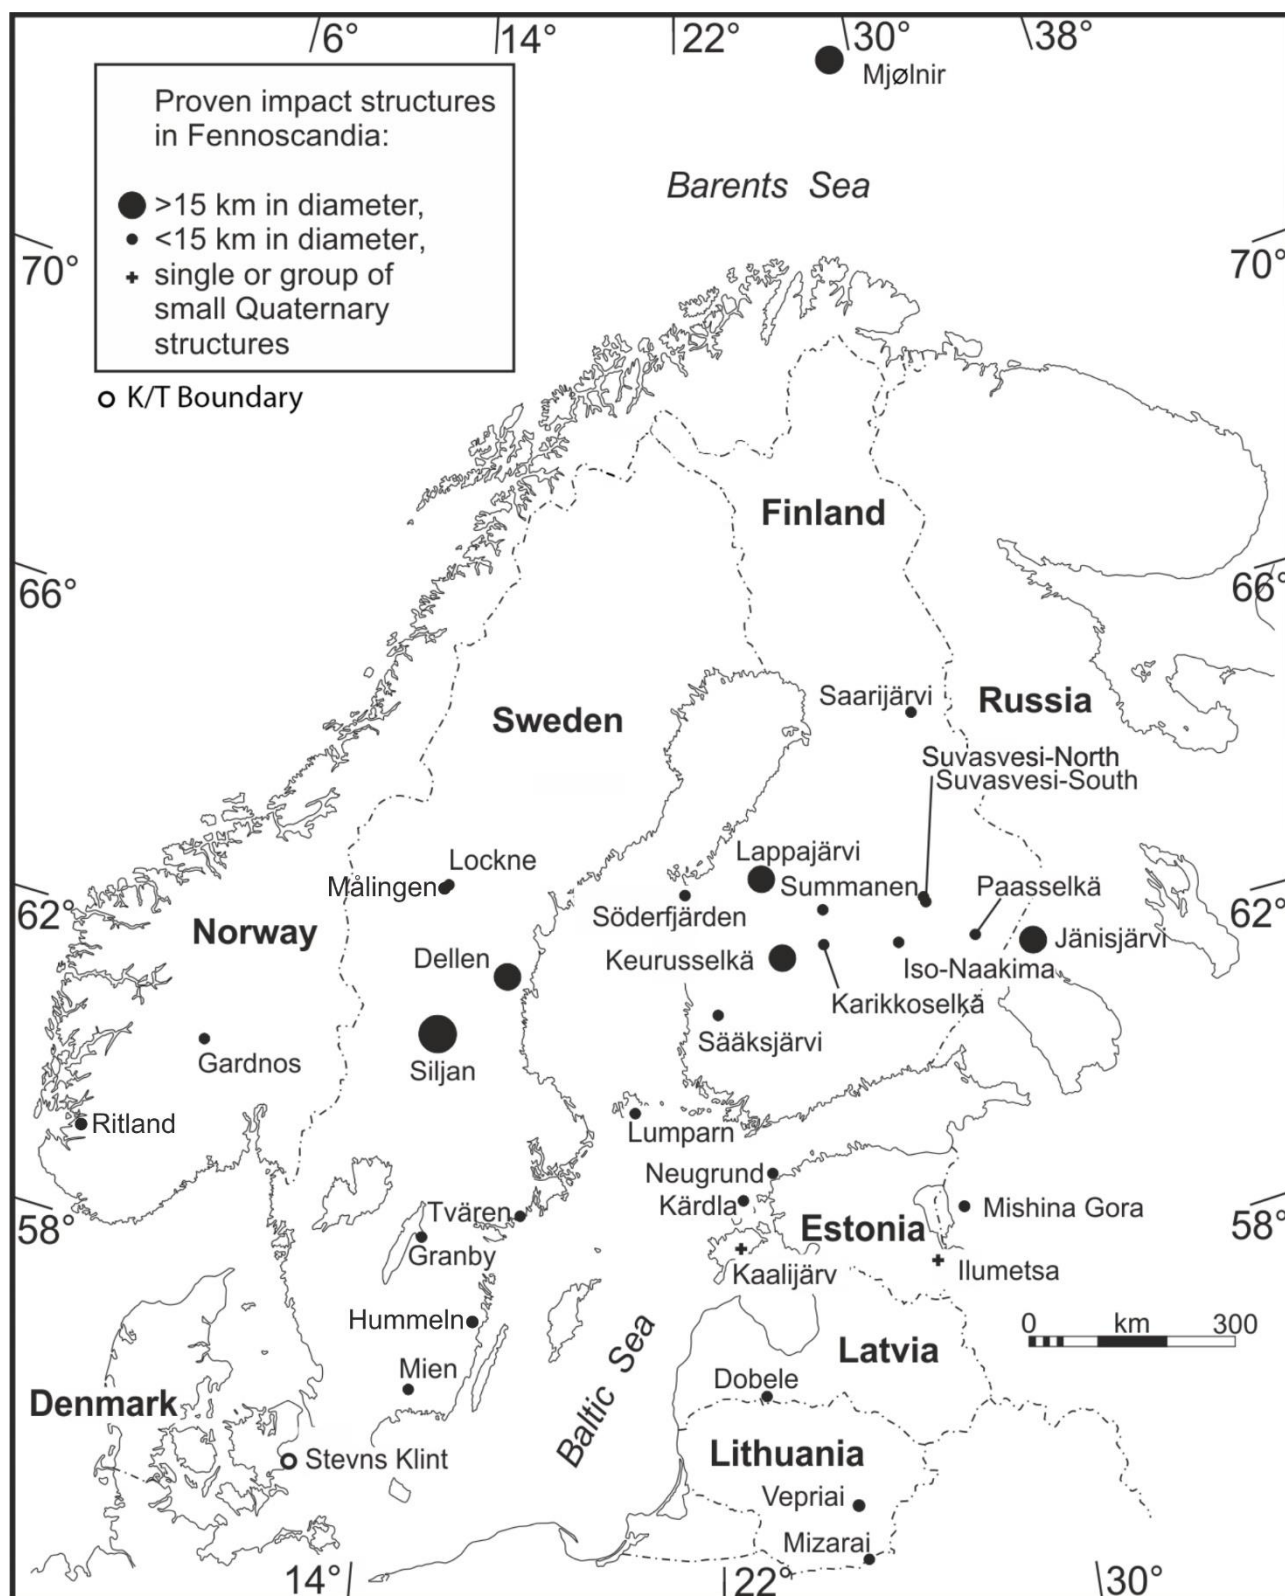 6°
14°
22°
30°
38°
Mjølnir
Proven impact structures
in Fennoscandia:
>15 km in diameter,
<15 km in diameter,
single or group of
small Quaternary
structures
K/T Boundary
Barents Sea
70°
70°
Finland
66°
66°
Saarijärvi
Russia
Sweden
Suvasvesi-North
Suvasvesi-South
Lockne
Målingen
Lappajärvi
Summanen
Paasselkä
62°
62°
Norway
Söderfjärden
Jänisjärvi
Dellen
Keurusselkä
Iso-Naakima
Karikkoselkä
Sääksjärvi
Gardnos
Siljan
Ritland
Lumparn
Neugrund
Kärdla
Mishina Gora
58°
58°
Tvären
Estonia
Granby
Kaalijärv
Ilumetsa
Hummeln
0 km 300
Latvia
Baltic Sea
Mien
Dobele
Denmark
Stevns Klint
Lithuania
Vepriai
Mizarai
14°
22°
30°